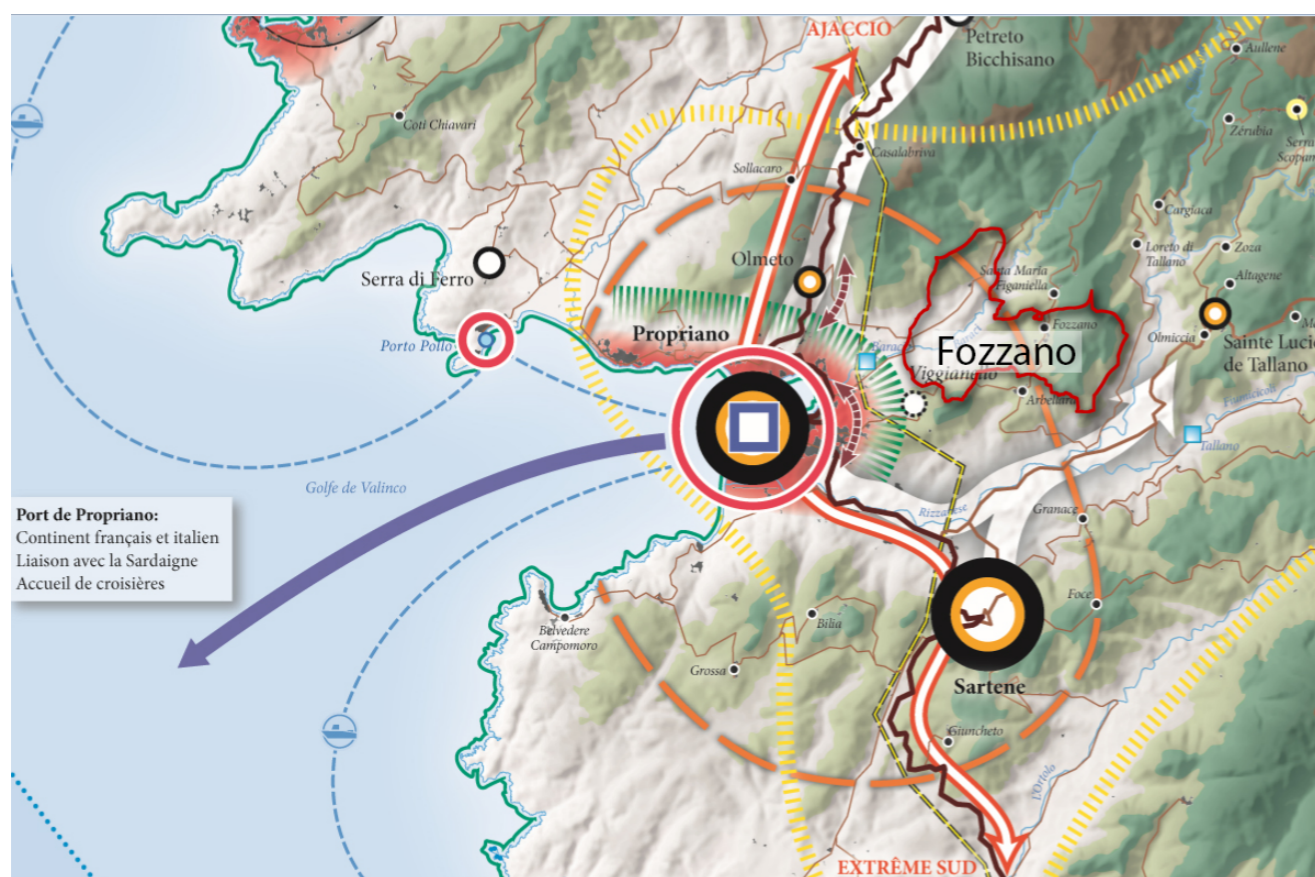 AJACCIO
Petreto
Bicchisano
Aullene
Coti Chiavari
Zérubia
Casalabriva
Sollacaro
Cargiaca
Loreto di
Tallano
Zoza
Olmeto
Santa Maria
Figaniella
Altagene
Serra di Ferro
Fozzano
Propriano
Olmiccia
Porto Pollo
Fozzano
Sainte Lucie
de Tallano
Viggianello
Arbellara
Fiumicicoli
Tallano
Golfe de Valinco
Port de Propriano:
Continent français et italien
Liaison avec la Sardaigne
Accueil de croisières
Rizzanese
Granace
Foce
Belvedere
Campomoro
Bilia
Grossa
Sartene
Giuncheto
L'Ortolo
EXTRÊME SUD